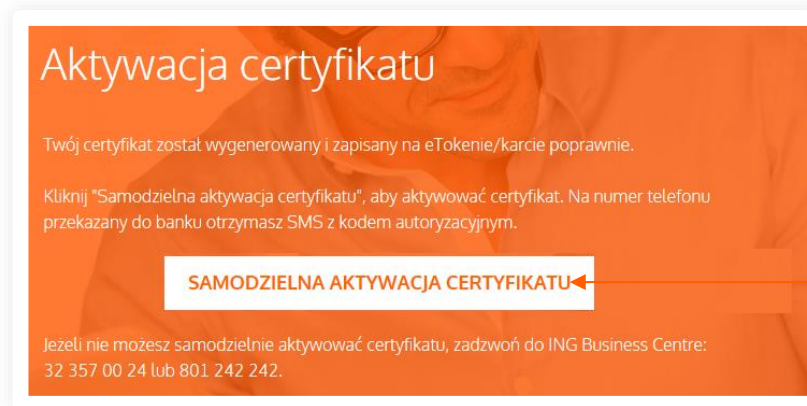 Aktywacja certyfikatu
Twój certyfikat został wygenerowany i zapisany na eTokenie/karcie poprawnie.
Kliknij "Samodzielna aktywacja certyfikatu", aby aktywować certyfikat. Na numer telefonu
przekazany do banku otrzymasz SMS z kodem autoryzacyjnym.
SAMODZIELNA AKTYWACJA CERTYFIKATU
Jeżeli nie możesz samodzielnie aktywować certyfikatu, zadzwoń do ING Business Centre:
32 357 00 24 lub 801 242 242.